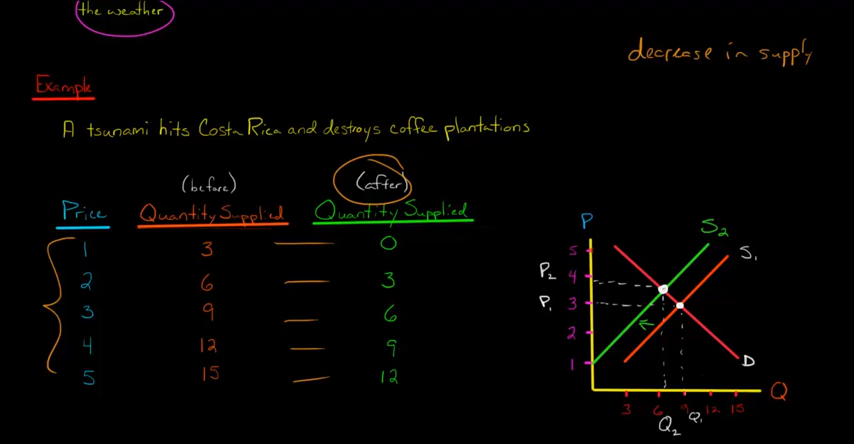 the weather
decrease in supply
Example
A tsunami hits Costa Rica and destroys coffee plantations
(before) (after)
Price Quantity Supplied Quantity Supplied
1 3 0
2 6 3
3 9 6
4 12 9
5 15 12
P S2
5 S1
P2 4
P1 3
2
1 D
Q
3 6 9 12 15
Q2 Q1